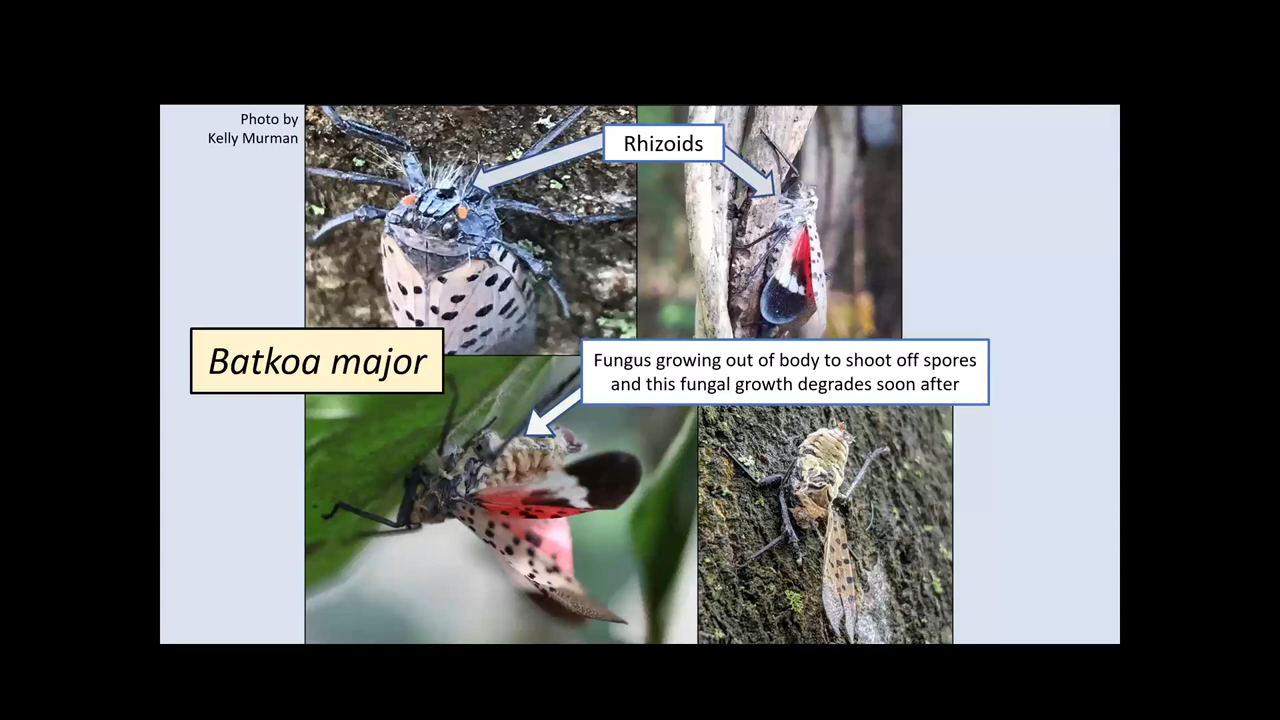 Photo by
Kelly Murman
Rhizoids
Batkoa major
Fungus growing out of body to shoot off spores
and this fungal growth degrades soon after